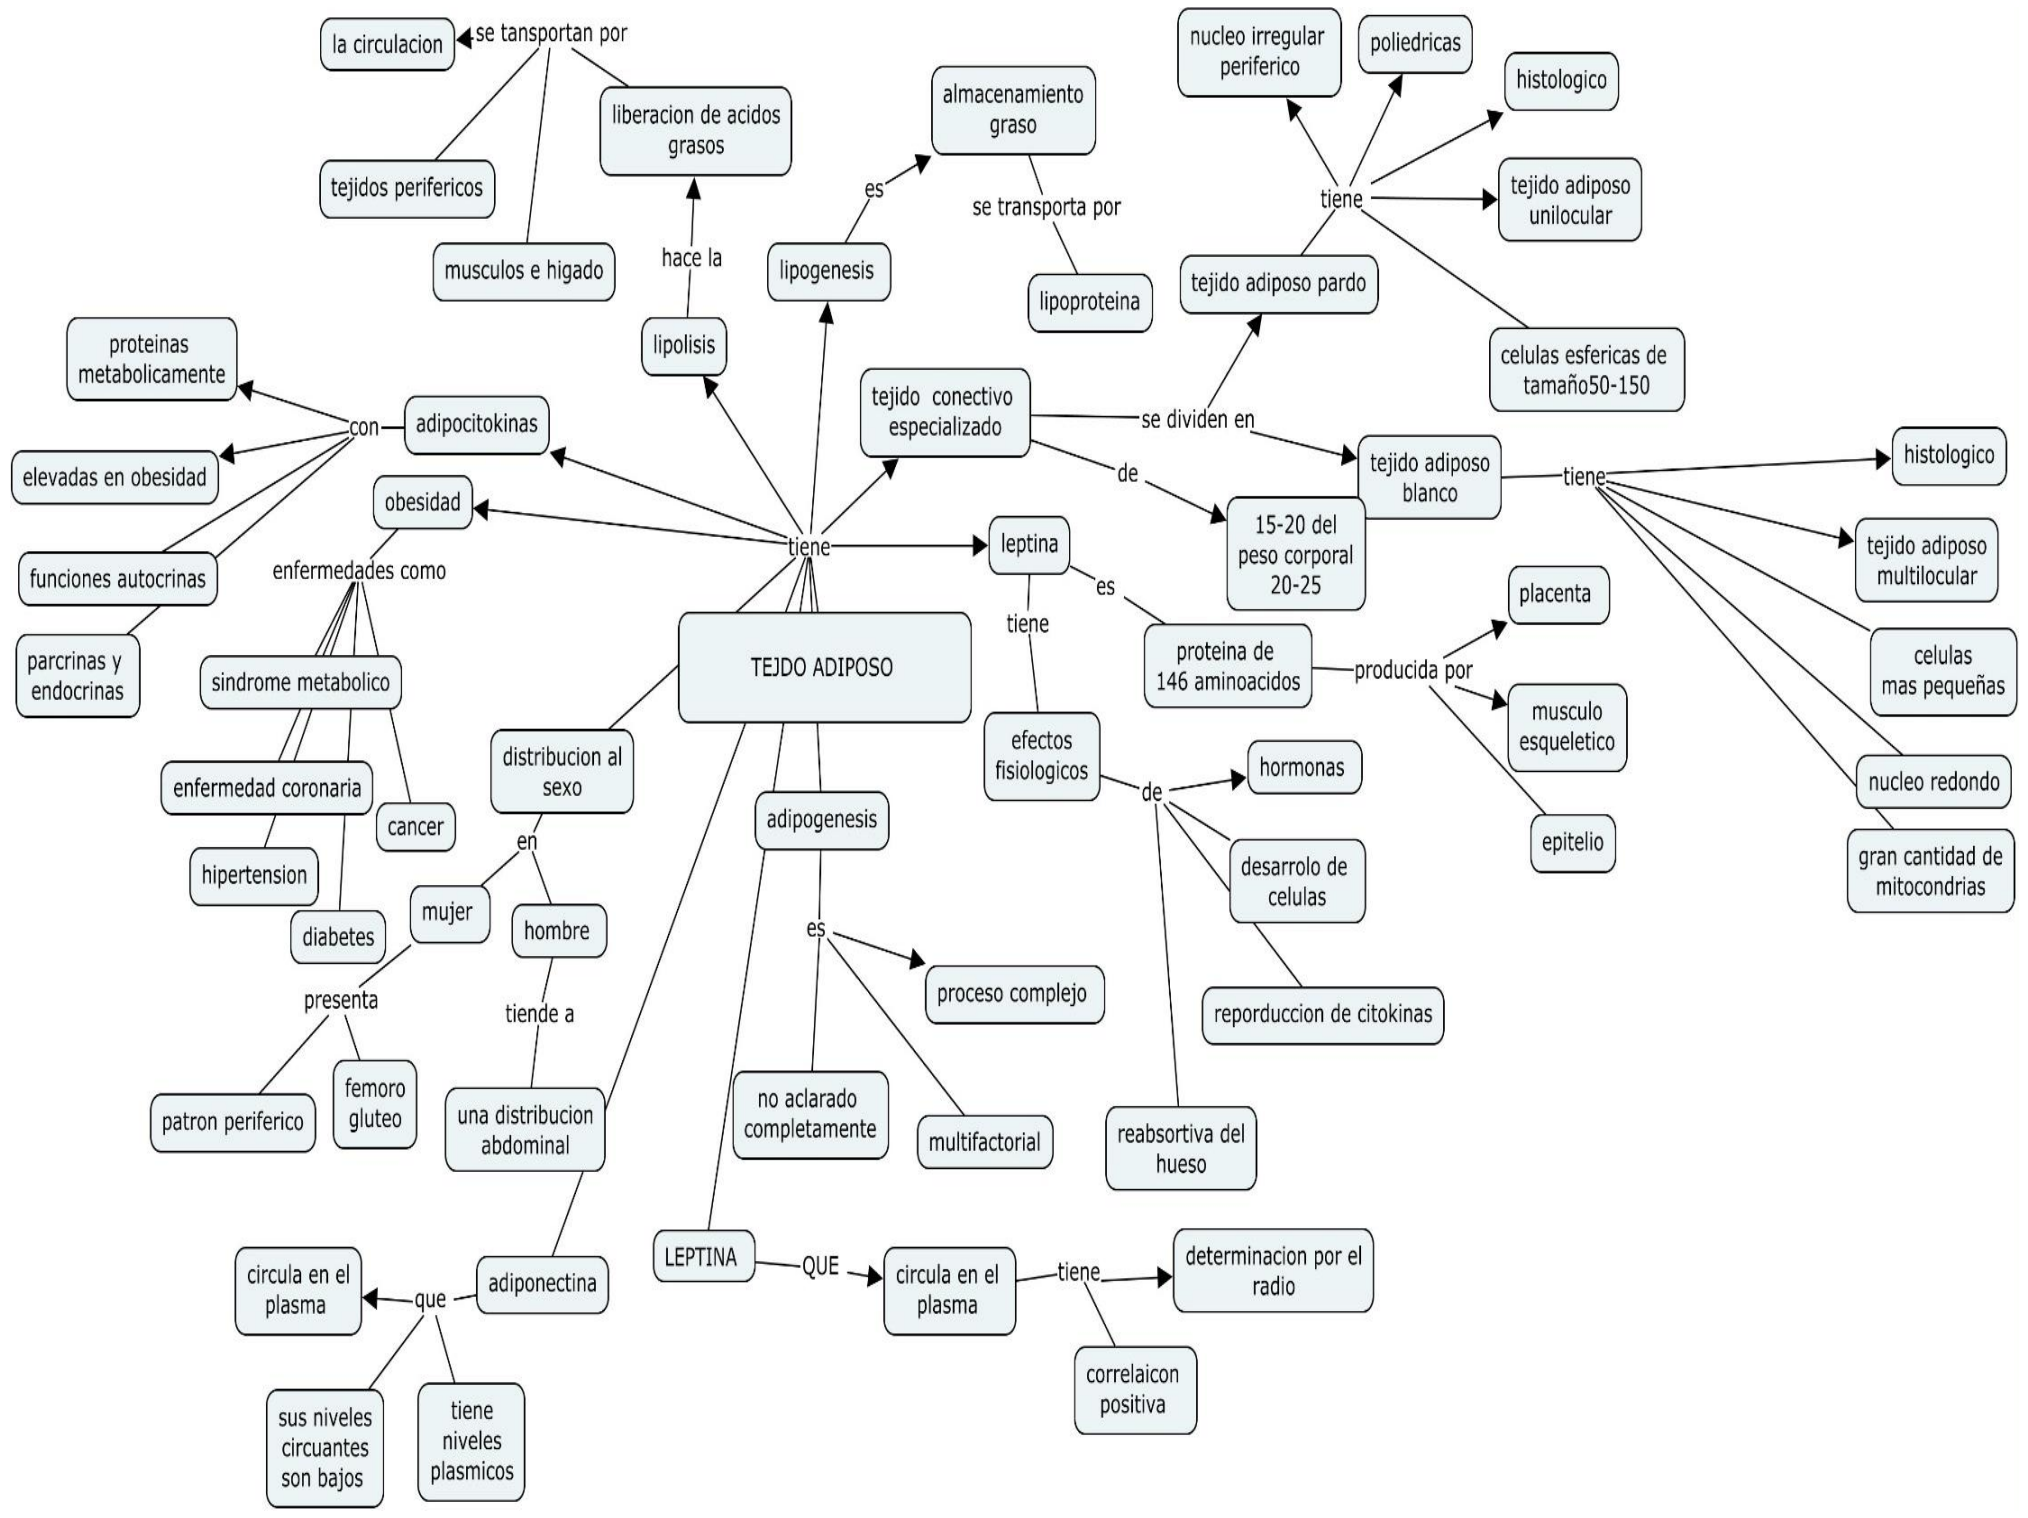 la circulacion
se tansportan por
liberacion de acidos
grasos
tejidos perifericos
musculos e higado
hace la
lipolisis
almacenamiento
graso
es
se transporta por
lipogenesis
lipoproteina
nucleo irregular
periferico
poliedricas
histologico
tejido adiposo
unilocular
tiene
tejido adiposo pardo
celulas esfericas de
tamaño50-150
proteinas
metabolicamente
con
adipocitokinas
elevadas en obesidad
funciones autocrinas
parcrinas y
endocrinas
obesidad
enfermedades como
sindrome metabolico
enfermedad coronaria
cancer
hipertension
diabetes
tejido conectivo
especializado
se dividen en
de
15-20 del
peso corporal
20-25
tejido adiposo
blanco
tiene
histologico
tejido adiposo
multilocular
celulas
mas pequeñas
nucleo redondo
gran cantidad de
mitocondrias
tiene
TEJDO ADIPOSO
leptina
es
tiene
proteina de
146 aminoacidos
producida por
placenta
musculo
esqueletico
epitelio
efectos
fisiologicos
de
hormonas
desarrolo de
celulas
reporduccion de citokinas
reabsortiva del
hueso
distribucion al
sexo
en
mujer
hombre
presenta
tiende a
patron periferico
femoro
gluteo
una distribucion
abdominal
adipogenesis
es
proceso complejo
no aclarado
completamente
multifactorial
LEPTINA
QUE
circula en el
plasma
tiene
determinacion por el
radio
correlaicon
positiva
adiponectina
que
circula en el
plasma
sus niveles
circuantes
son bajos
tiene
niveles
plasmicos